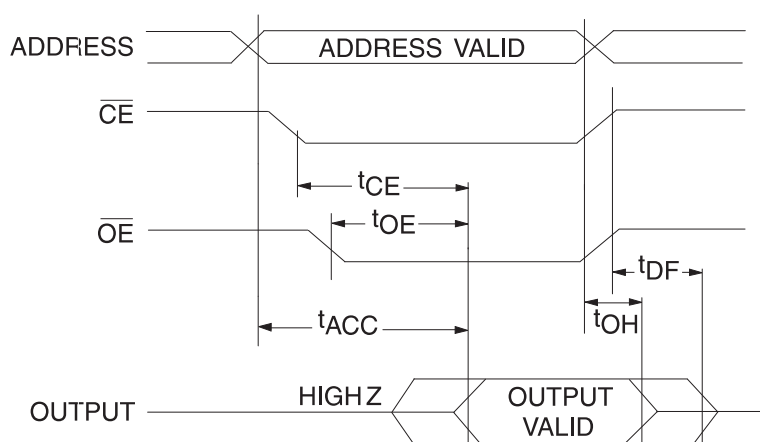 ADDRESS
ADDRESS VALID
CE
tCE
tOE
OE
tDF
tACC
tOH
HIGH Z
OUTPUT
OUTPUT
VALID